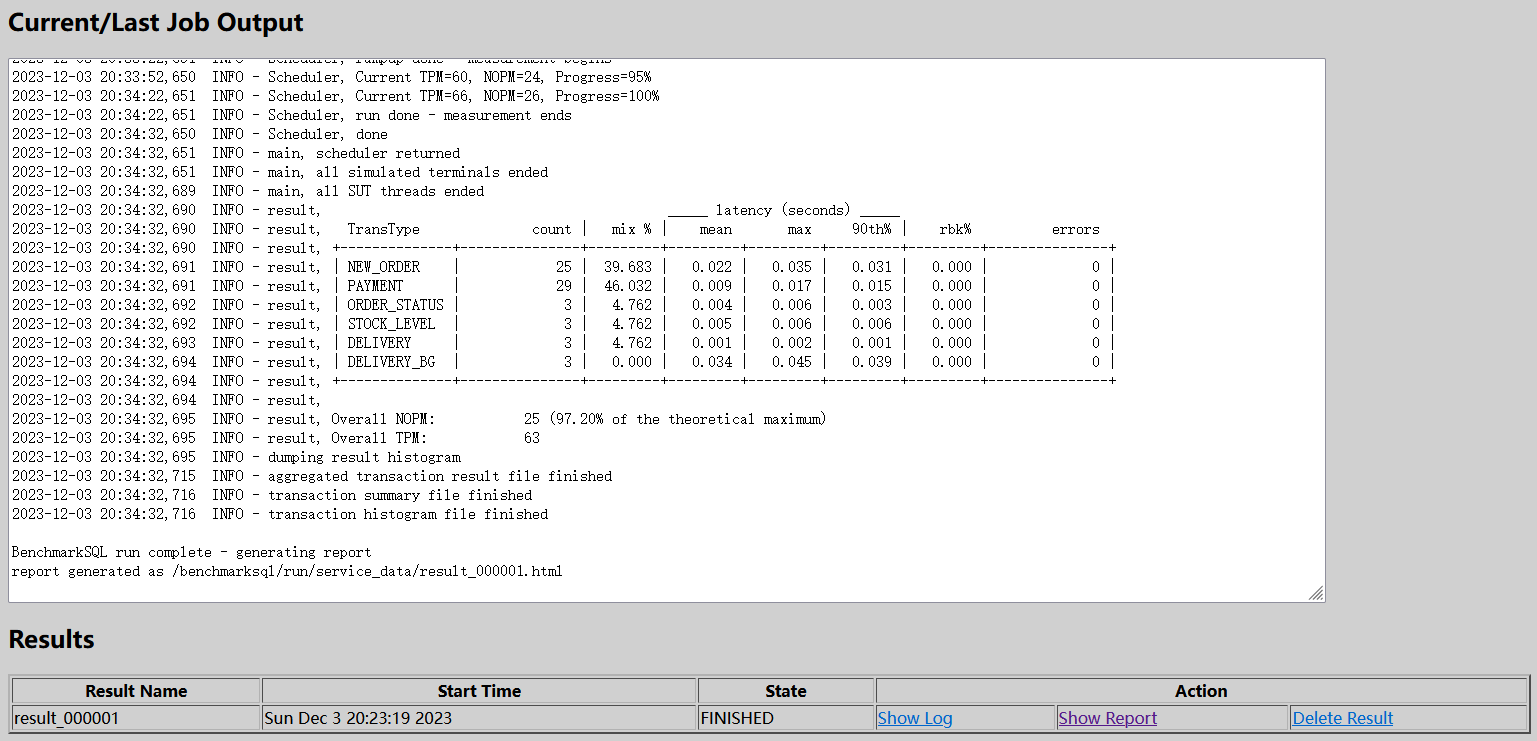 Current/Last Job Output
2023-12-03 20:33:52,650  INFO - Scheduler, Current TPM=60, NOPM=24, Progress=95%
2023-12-03 20:34:22,651  INFO - Scheduler, Current TPM=66, NOPM=26, Progress=100%
2023-12-03 20:34:22,651  INFO - Scheduler, run done - measurement ends
2023-12-03 20:34:32,650  INFO - Scheduler, done
2023-12-03 20:34:32,651  INFO - main, scheduler returned
2023-12-03 20:34:32,651  INFO - main, all simulated terminals ended
2023-12-03 20:34:32,689  INFO - main, all SUT threads ended
2023-12-03 20:34:32,690  INFO - result,                                           _____ latency (seconds) _____
2023-12-03 20:34:32,690  INFO - result,   TransType              count |   mix % |    mean       max     90th% |    rbk%          errors
2023-12-03 20:34:32,690  INFO - result, +--------------+---------------+---------+---------+---------+---------+---------+---------------+
2023-12-03 20:34:32,691  INFO - result, | NEW_ORDER    |            25 |  39.683 |   0.022 |   0.035 |   0.031 |   0.000 |             0 |
2023-12-03 20:34:32,691  INFO - result, | PAYMENT      |            29 |  46.032 |   0.009 |   0.017 |   0.015 |   0.000 |             0 |
2023-12-03 20:34:32,692  INFO - result, | ORDER_STATUS |             3 |   4.762 |   0.004 |   0.006 |   0.003 |   0.000 |             0 |
2023-12-03 20:34:32,692  INFO - result, | STOCK_LEVEL  |             3 |   4.762 |   0.005 |   0.006 |   0.006 |   0.000 |             0 |
2023-12-03 20:34:32,693  INFO - result, | DELIVERY     |             3 |   4.762 |   0.001 |   0.002 |   0.001 |   0.000 |             0 |
2023-12-03 20:34:32,694  INFO - result, | DELIVERY_BG  |             3 |   0.000 |   0.034 |   0.045 |   0.039 |   0.000 |             0 |
2023-12-03 20:34:32,694  INFO - result, +--------------+---------------+---------+---------+---------+---------+---------+---------------+
2023-12-03 20:34:32,694  INFO - result,
2023-12-03 20:34:32,695  INFO - result, Overall NOPM:           25 (97.20% of the theoretical maximum)
2023-12-03 20:34:32,695  INFO - result, Overall TPM:            63
2023-12-03 20:34:32,695  INFO - dumping result histogram
2023-12-03 20:34:32,715  INFO - aggregated transaction result file finished
2023-12-03 20:34:32,716  INFO - transaction summary file finished
2023-12-03 20:34:32,716  INFO - transaction histogram file finished
BenchmarkSQL run complete - generating report
report generated as /benchmarksql/run/service_data/result_000001.html
Results
Result Name Start Time State Action
result_000001 Sun Dec 3 20:23:19 2023 FINISHED Show Log Show Report Delete Result